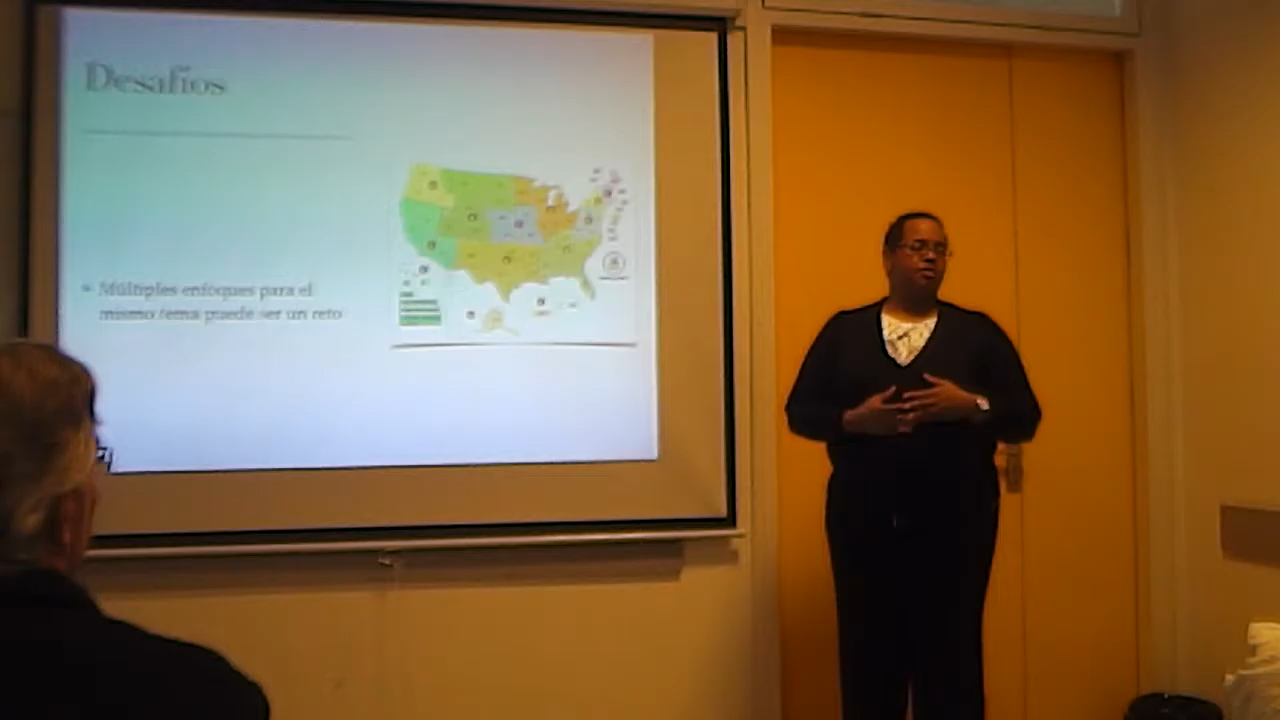 Desafíos
Múltiples enfoques para el
mismo tema puede ser un reto